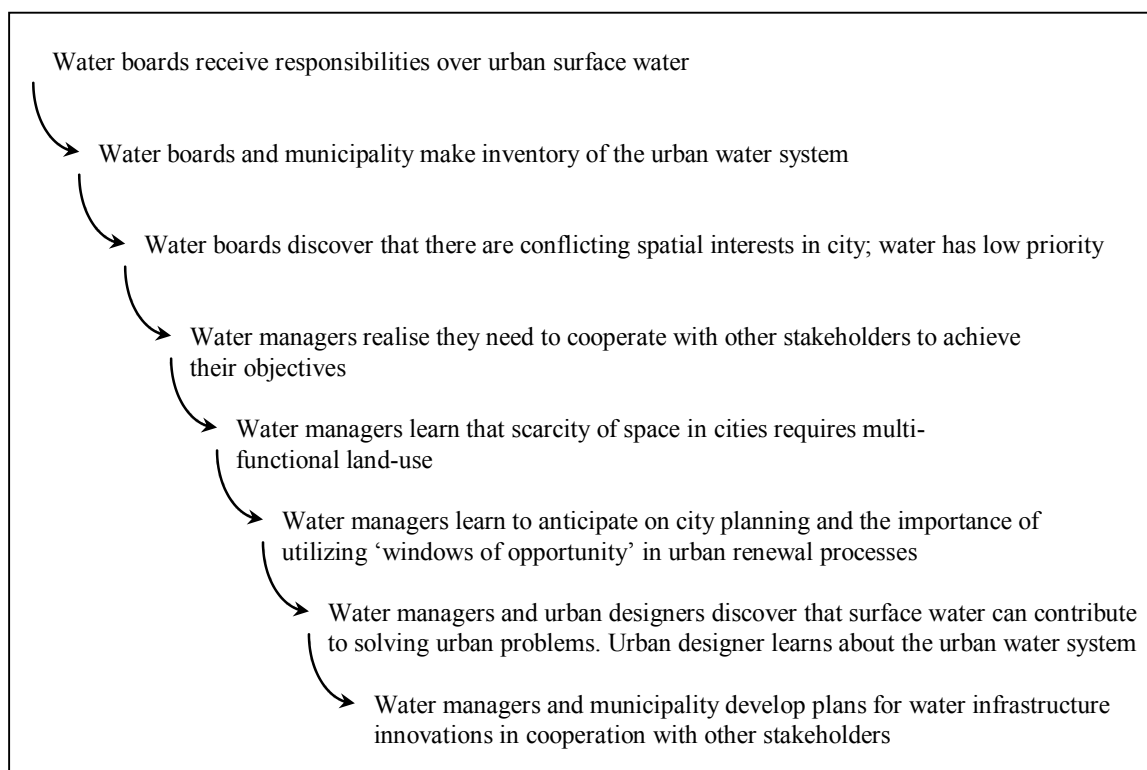 Water boards receive responsibilities over urban surface water
Water boards and municipality make inventory of the urban water system
Water boards discover that there are conflicting spatial interests in city; water has low priority
Water managers realise they need to cooperate with other stakeholders to achieve
their objectives
Water managers learn that scarcity of space in cities requires multi-
functional land-use
Water managers learn to anticipate on city planning and the importance of
utilizing ‘windows of opportunity’ in urban renewal processes
Water managers and urban designers discover that surface water can contribute
to solving urban problems. Urban designer learns about the urban water system
Water managers and municipality develop plans for water infrastructure
innovations in cooperation with other stakeholders